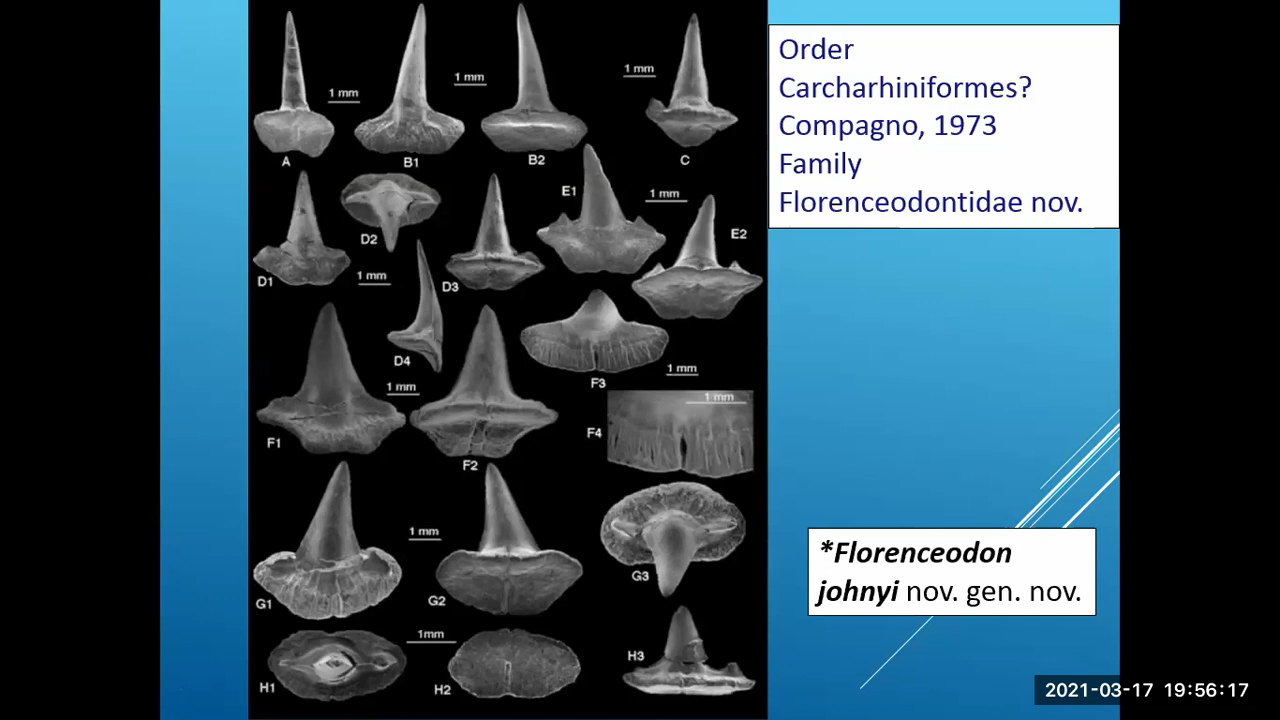 Order
Carcharhiniformes?
Compagno, 1973
Family
Florenceodontidae nov.
1 mm
1 mm
1 mm
A
B1
B2
C
E1
1 mm
D2
E2
D1
1 mm
D3
D4
1 mm
F3
1 mm
1 mm
F1
F4
F2
1 mm
G1
G2
G3
*Florenceodon
johnyi nov. gen. nov.
1mm
H1
H2
H3
2021-03-17 19:56:17